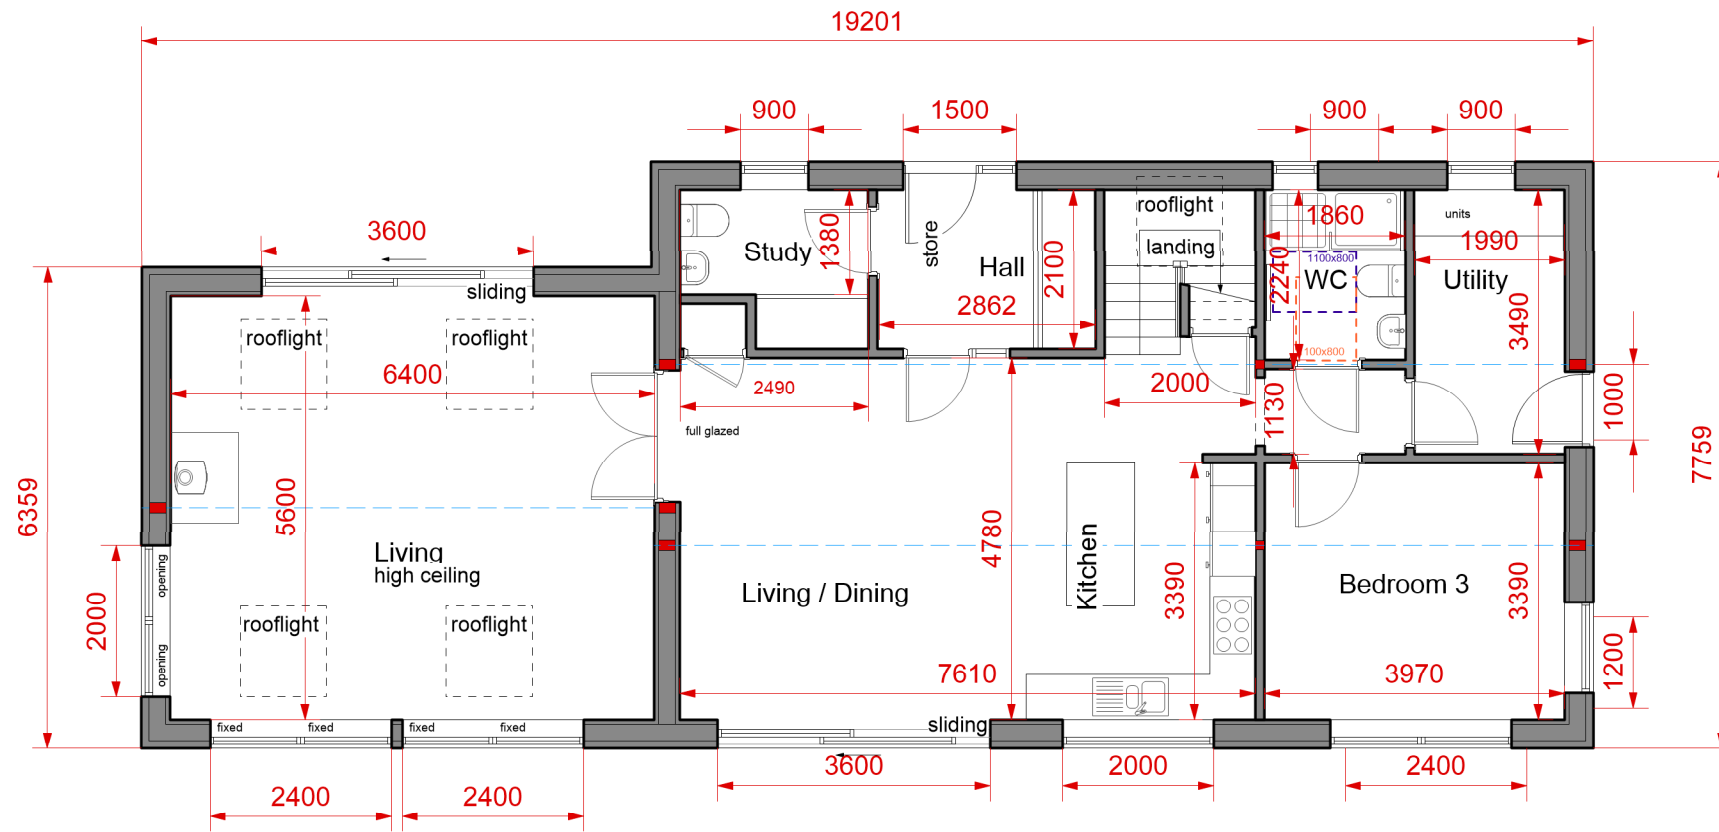 19201
900
1500
900
900
3600
sliding
rooflight
rooflight
6400
5600
6359
Living
high ceiling
opening
opening
2000
rooflight
rooflight
fixed
fixed
fixed
fixed
2400
2400
Study
1380
store
Hall
2100
2862
rooflight
landing
1860
1100x800
2240
WC
100x800
units
1990
Utility
3490
2490
full glazed
2000
1130
1000
7759
4780
Kitchen
3390
Living / Dining
7610
sliding
Bedroom 3
3390
3970
1200
3600
2000
2400